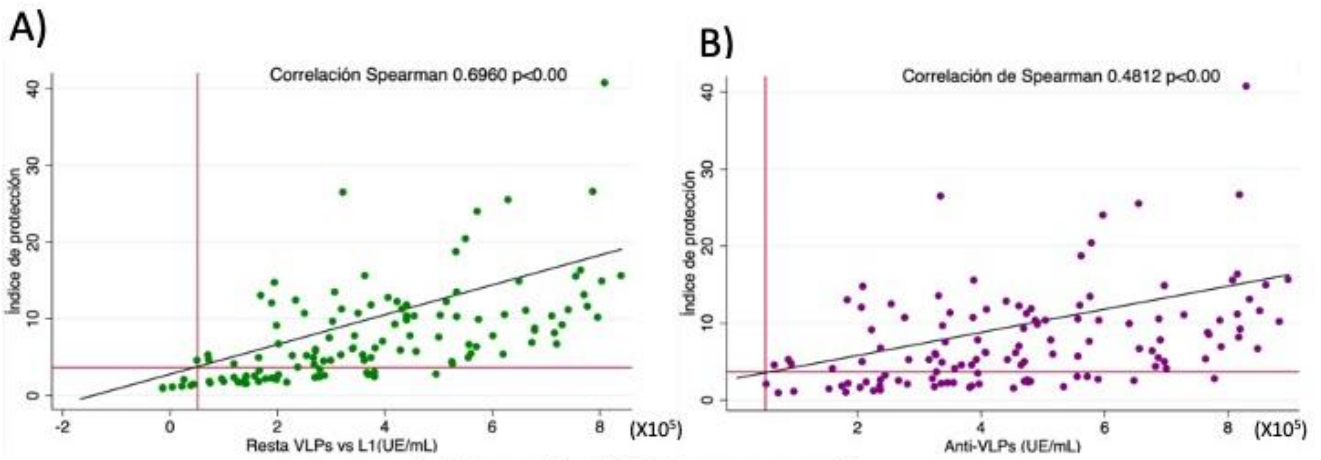 A)
Correlación Spearman 0.6960 p<0.00
Índice de protección
40
30
20
10
0
-2
0
2
4
6
8
(X10⁵)
Resta VLPs vs L1(UE/mL)
B)
Correlación de Spearman 0.4812 p<0.00
Índice de protección
40
30
20
10
0
2
4
6
8
(X10⁵)
Anti-VLPs (UE/mL)